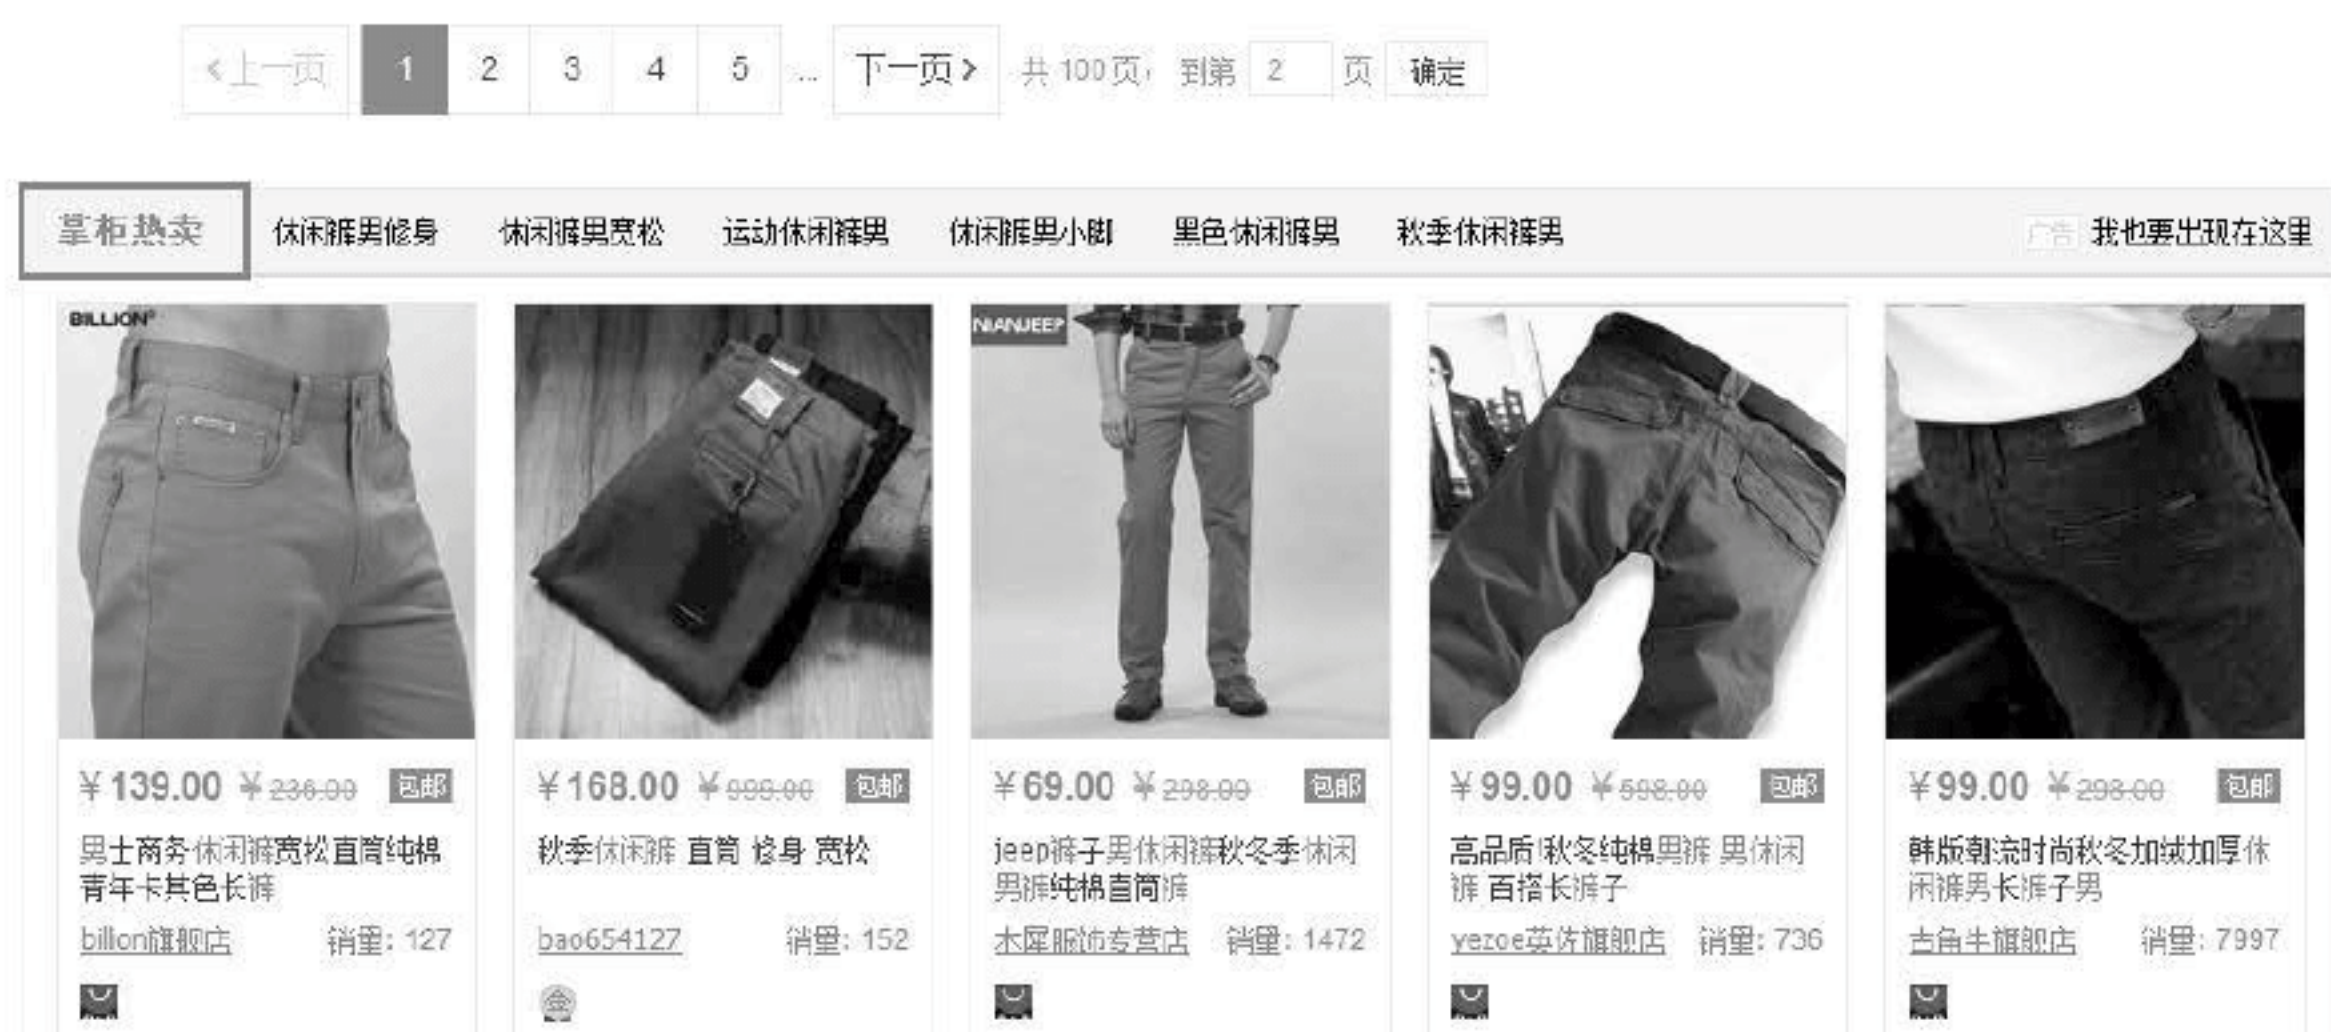 <上一页 1 2 3 4 5 ... 下一页> 共100页, 到第 2 页 确定
掌柜热卖 休闲裤男修身 休闲裤男宽松 运动休闲裤男 休闲裤男小脚 黑色休闲裤男 秋季休闲裤男 广告 我也要出现在这里
BILLION®
NIANJEEP
¥139.00 ¥236.00 包邮
男士商务休闲裤宽松直筒纯棉
青年卡其色长裤
billion旗舰店 销量: 127
¥168.00 ¥999.00 包邮
秋季休闲裤 直筒 修身 宽松
bao654127 销量: 152
金
¥69.00 ¥298.00 包邮
jeep裤子男休闲裤秋冬季休闲
男裤纯棉直筒裤
木犀服饰专营店 销量: 1472
¥99.00 ¥598.00 包邮
高品质!秋冬纯棉男裤 男休闲
裤 百搭长裤子
yezoe英佐旗舰店 销量: 736
¥99.00 ¥298.00 包邮
韩版潮流时尚秋冬加绒加厚休
闲裤男长裤子男
古角牛旗舰店 销量: 7997